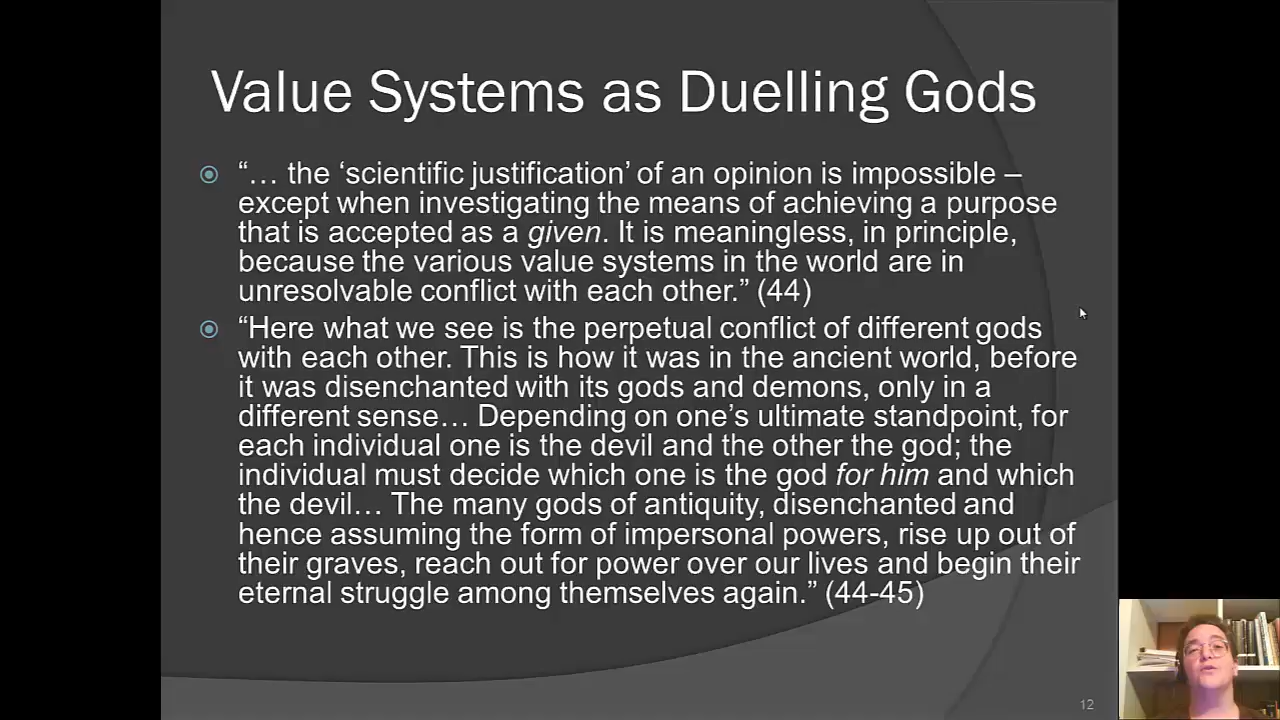 Value Systems as Duelling Gods
“… the ‘scientific justification’ of an opinion is impossible –
except when investigating the means of achieving a purpose
that is accepted as a given. It is meaningless, in principle,
because the various value systems in the world are in
unresolvable conflict with each other.” (44)
“Here what we see is the perpetual conflict of different gods
with each other. This is how it was in the ancient world, before
it was disenchanted with its gods and demons, only in a
different sense… Depending on one’s ultimate standpoint, for
each individual one is the devil and the other the god; the
individual must decide which one is the god for him and which
the devil… The many gods of antiquity, disenchanted and
hence assuming the form of impersonal powers, rise up out of
their graves, reach out for power over our lives and begin their
eternal struggle among themselves again.” (44-45)
12